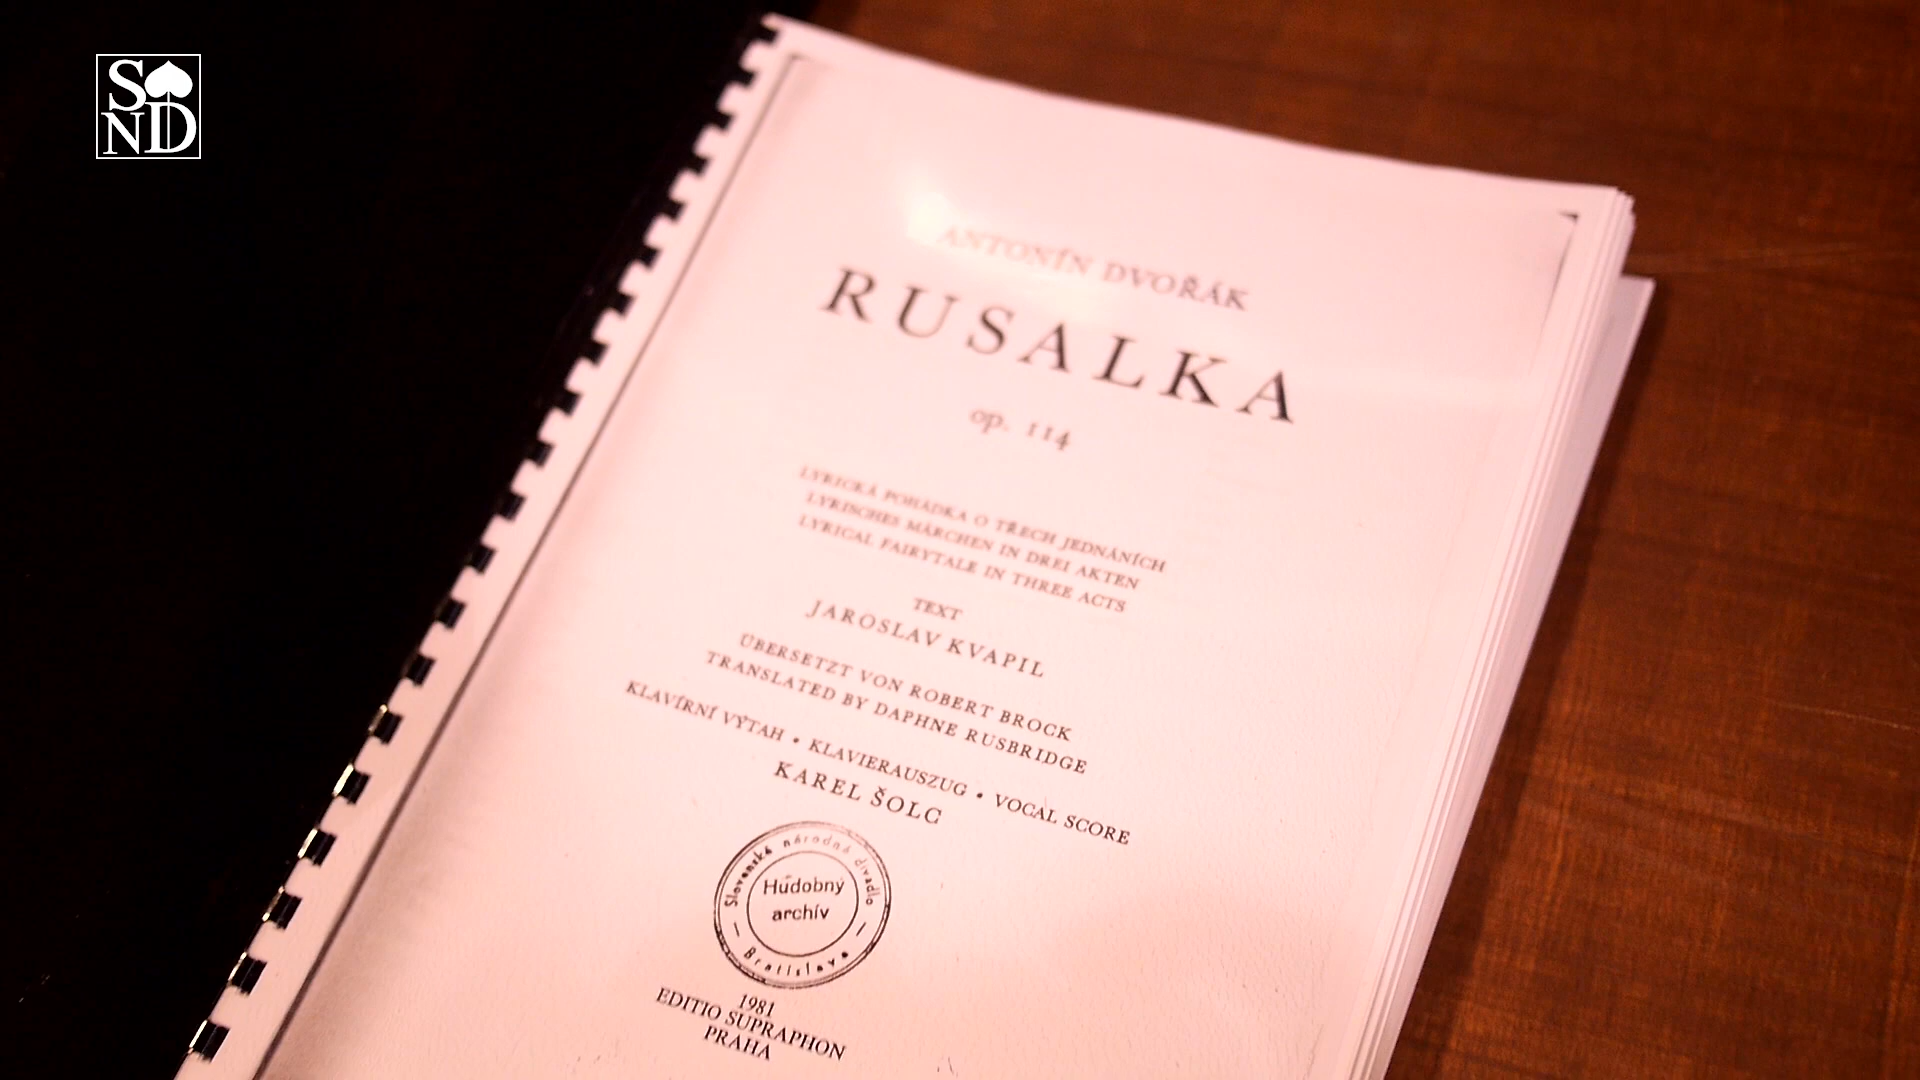 SND
ANTONÍN DVOŘÁK
RUSALKA
op. 114
LYRICKÁ POHÁDKA O TŘECH JEDNÁNÍCH
LYRISCHES MÄRCHEN IN DREI AKTEN
LYRICAL FAIRYTALE IN THREE ACTS
TEXT
JAROSLAV KVAPIL
ÜBERSETZT VON ROBERT BROCK
TRANSLATED BY DAPHNE RUSBRIDGE
KLAVÍRNÍ VÝTAH • KLAVIERAUSZUG • VOCAL SCORE
KAREL ŠOLC
Slovenské národné divadlo
Hudobný
archív
— Bratislava —
1981
EDITIO SUPRAPHON
PRAHA